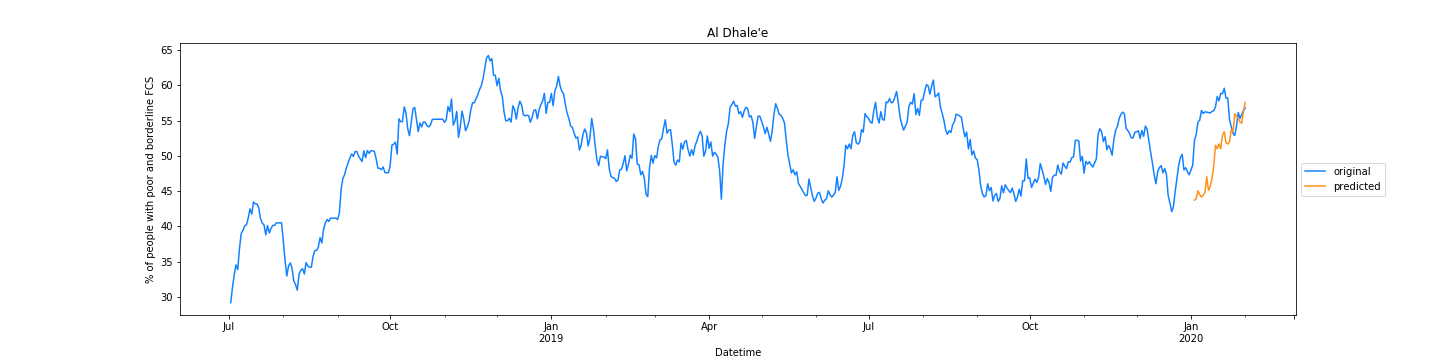 Al Dhale'e
% of people with poor and borderline FCS
65
60
55
50
45
40
35
30
Jul
Oct
Jan
2019
Apr
Jul
Oct
Jan
2020
Datetime
original
predicted